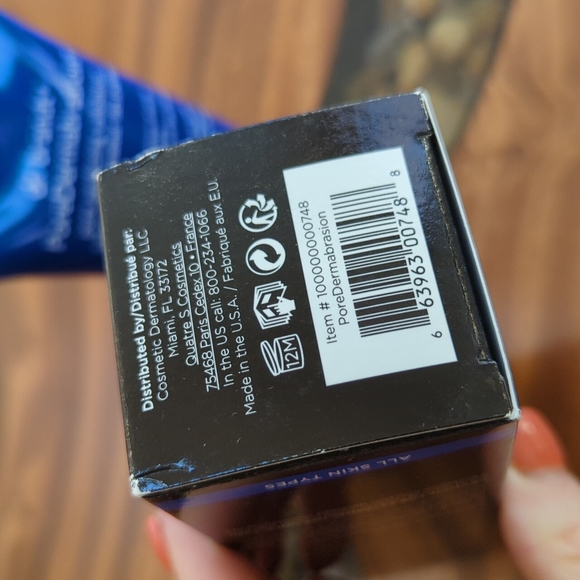 Distributed by/Distribué par:
Cosmetic Dermatology LLC
Miami, FL 33172
Quatre S Cosmetics
75468 Paris Cedex 10 • France
In the US call: 800-234-1066
Made in the U.S.A. / Fabriqué aux E.U.
12M
Item # 100000000748
PoreDermabrasion
6 63963 00748 8
ALL SKIN TYPES